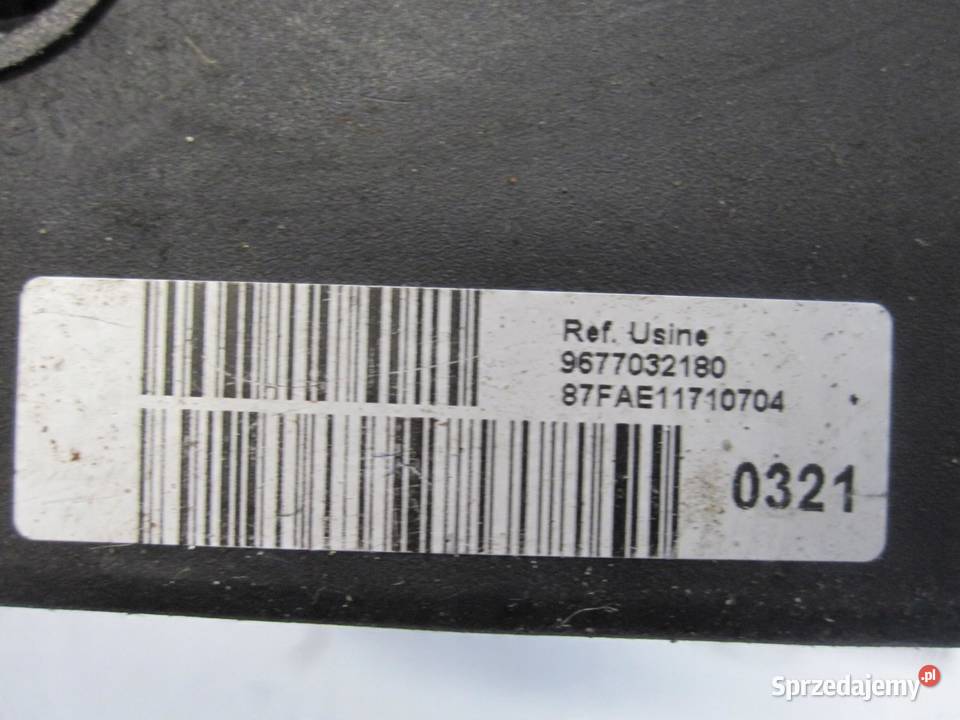 Ref. Usine
9677032180
87FAE11710704
0321
Sprzedajemy.pl